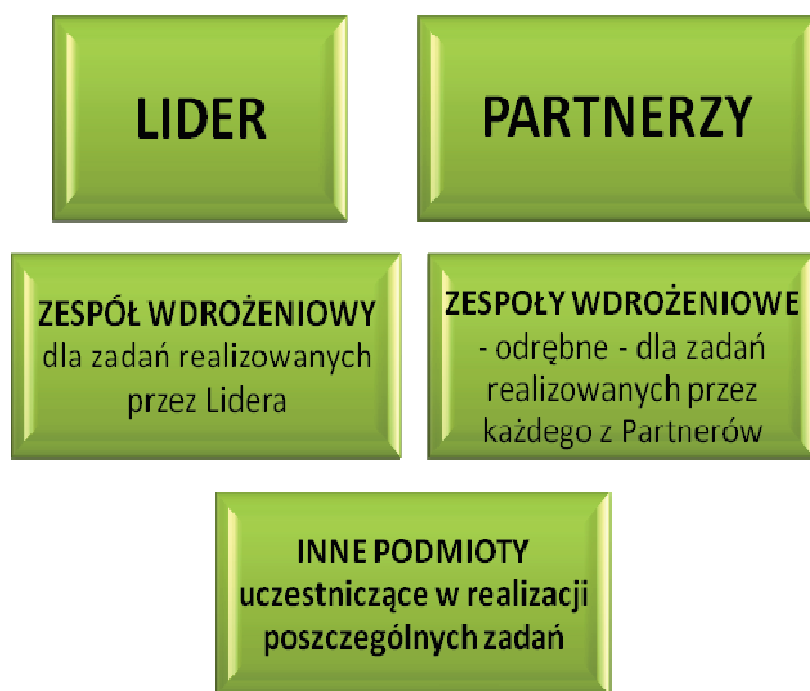 LIDER
PARTNERZY
ZESPÓŁ WDROŻENIOWY
dla zadań realizowanych
przez Lidera
ZESPOŁY WDROŻENIOWE
- odrębne - dla zadań
realizowanych przez
każdego z Partnerów
INNE PODMIOTY
uczestniczące w realizacji
poszczególnych zadań